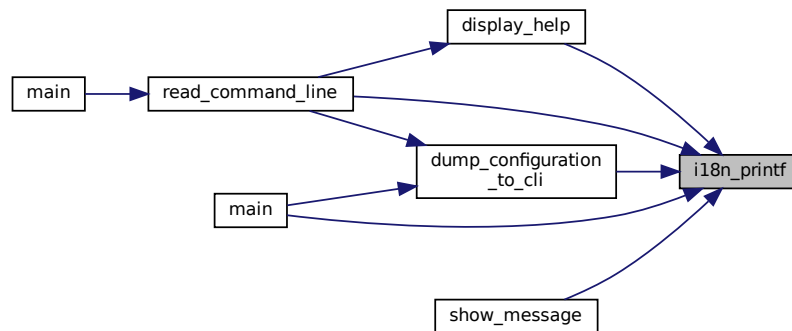 display_help
main
read_command_line
dump_configuration
_to_cli
i18n_printf
main
show_message